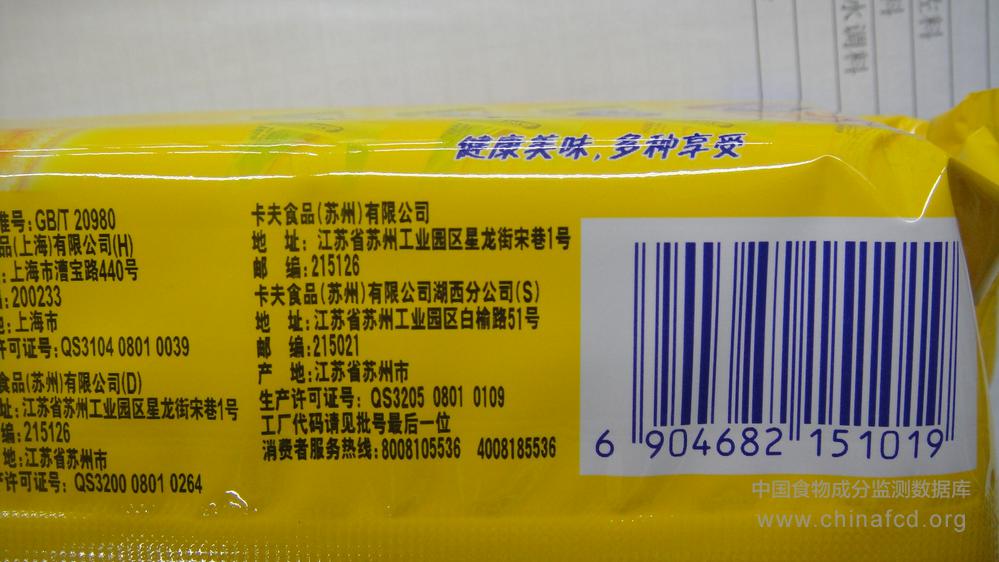 健康美味,多种享受
准号:GB/T 20980
品(上海)有限公司(H)
:上海市漕宝路440号
:200233
:上海市
许可证号:QS3104 0801 0039
食品(苏州)有限公司(D)
址:江苏省苏州工业园区星龙街宋巷1号
编:215126
地:江苏省苏州市
许可证号: QS3200 0801 0264
卡夫食品(苏州)有限公司
地 址: 江苏省苏州工业园区星龙街宋巷1号
邮 编:215126
卡夫食品(苏州)有限公司湖西分公司(S)
地 址:江苏省苏州工业园区白榆路51号
邮 编:215021
产 地:江苏省苏州市
生产许可证号: QS3205 0801 0109
工厂代码请见批号最后一位
消费者服务热线:8008105536 4008185536
6 904682 151019
水调料
料
中国食物成分监测数据库
www.chinafcd.org